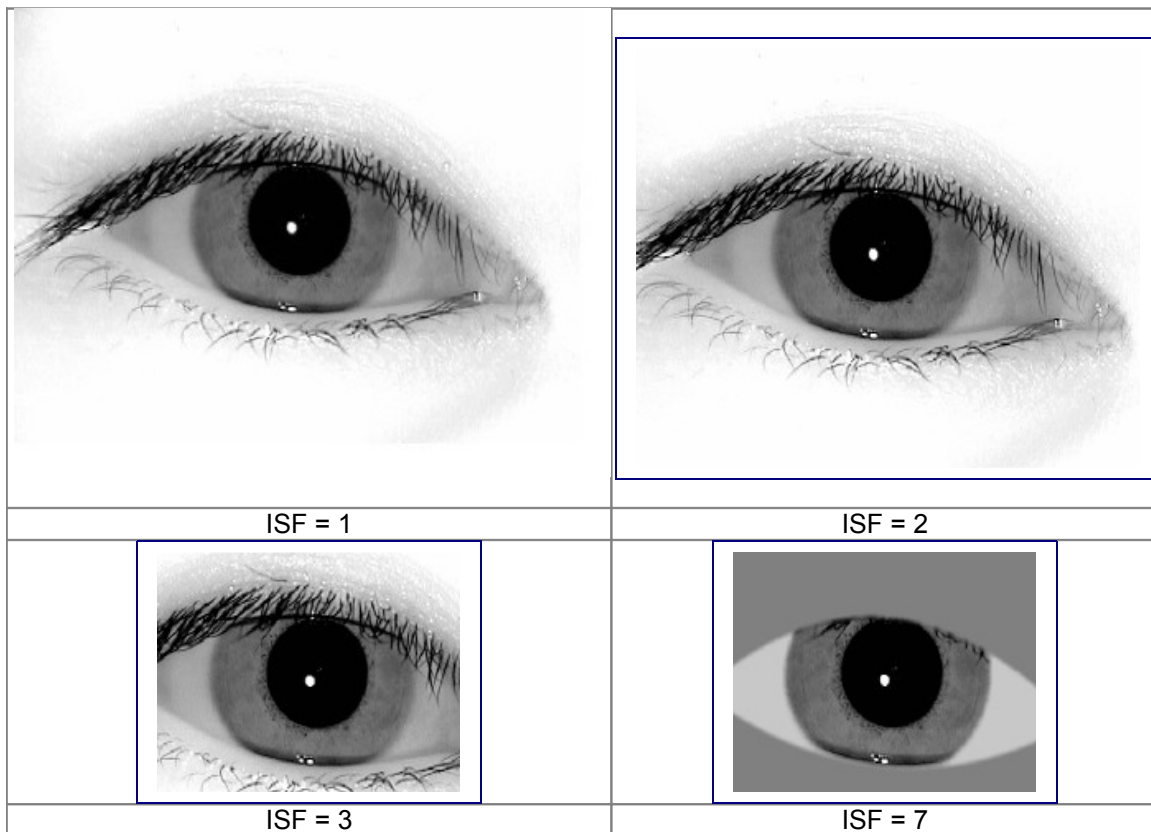 ISF = 1
ISF = 2
ISF = 3
ISF = 7